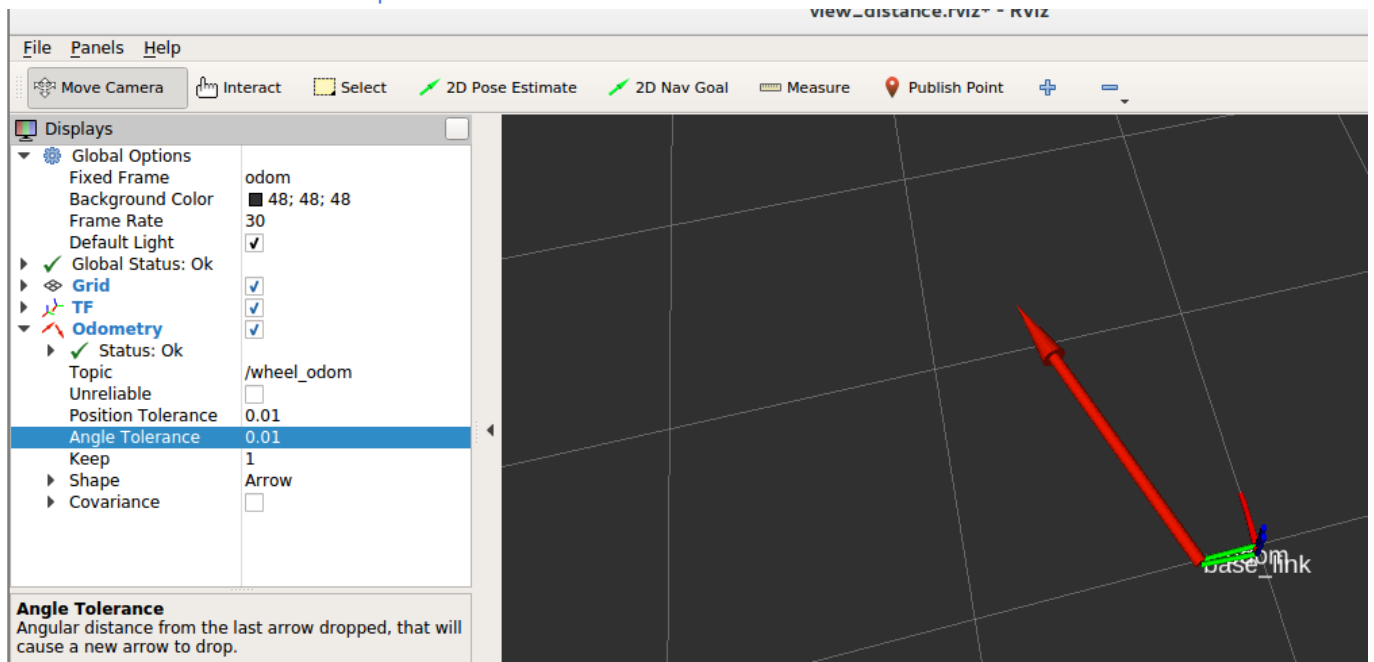 view_distance.rviz* - RViz
File Panels Help
Move Camera Interact Select 2D Pose Estimate 2D Nav Goal Measure Publish Point
Displays
Global Options
Fixed Frame odom
Background Color 48; 48; 48
Frame Rate 30
Default Light
Global Status: Ok
Grid
TF
Odometry
Status: Ok
Topic /wheel_odom
Unreliable
Position Tolerance 0.01
Angle Tolerance 0.01
Keep 1
Shape Arrow
Covariance
Angle Tolerance
Angular distance from the last arrow dropped, that will
cause a new arrow to drop.
base_link